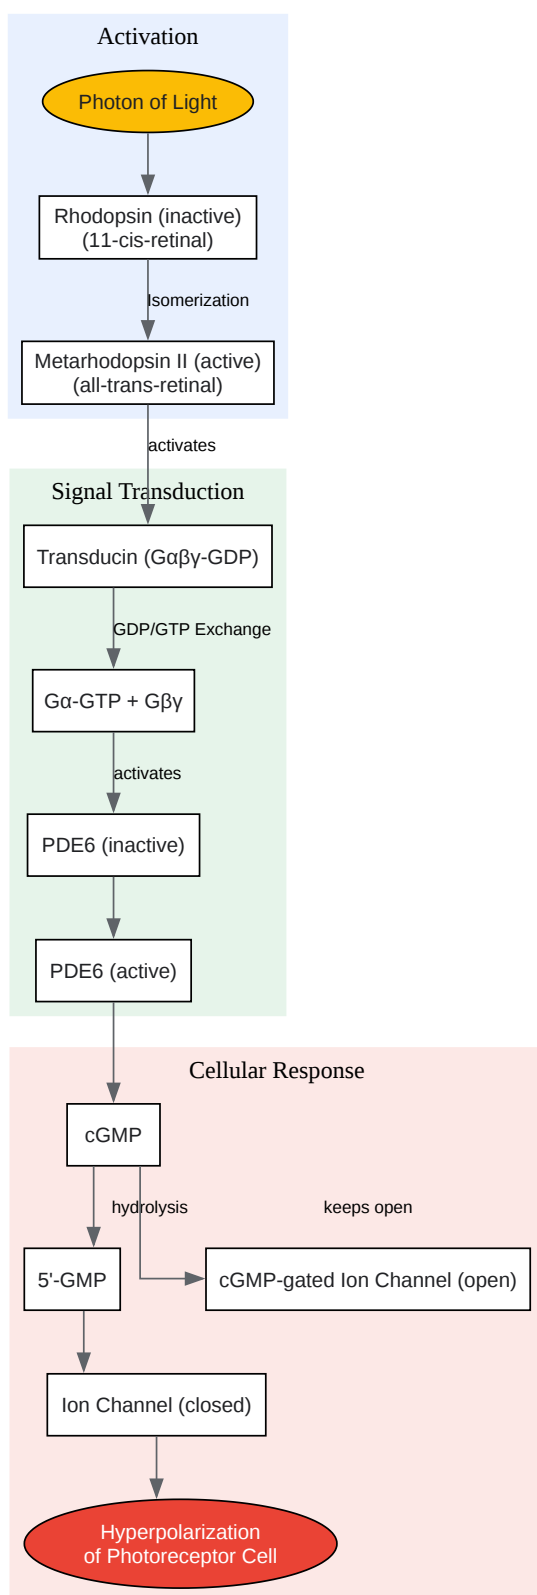 Activation
Photon of Light
Rhodopsin (inactive)
(11-cis-retinal)
Isomerization
Metarhodopsin II (active)
(all-trans-retinal)
activates
Signal Transduction
Transducin (Gαβγ-GDP)
GDP/GTP Exchange
Gα-GTP + Gβγ
activates
PDE6 (inactive)
PDE6 (active)
Cellular Response
cGMP
hydrolysis
keeps open
5'-GMP
cGMP-gated Ion Channel (open)
Ion Channel (closed)
Hyperpolarization
of Photoreceptor Cell